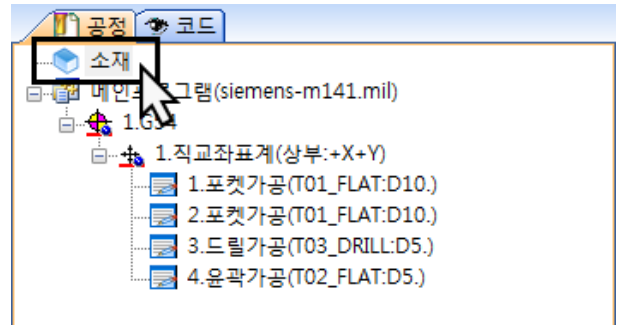 공정 코드
소재
메인프로그램(siemens-m141.mil)
1.G54
1.직교좌표계(상부:+X+Y)
1.포켓가공(T01_FLAT:D10.)
2.포켓가공(T01_FLAT:D10.)
3.드릴가공(T03_DRILL:D5.)
4.윤곽가공(T02_FLAT:D5.)